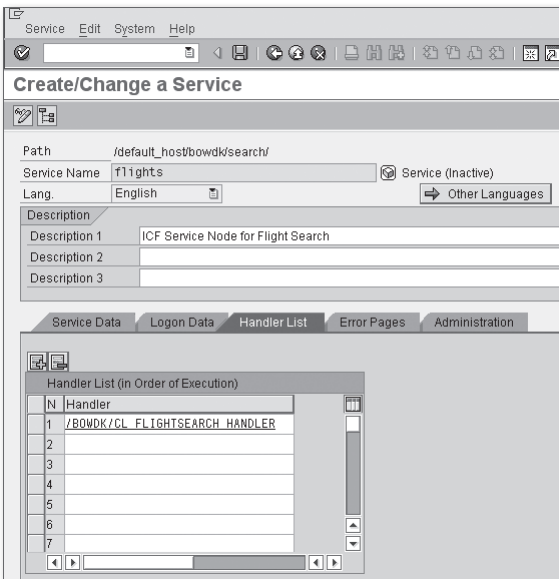 Service Edit System Help
Create/Change a Service
Path /default_host/bowdk/search/
Service Name flights Service (Inactive)
Lang. English Other Languages
Description
Description 1 ICF Service Node for Flight Search
Description 2
Description 3
Service Data Logon Data Handler List Error Pages Administration
Handler List (in Order of Execution)
N Handler
1 /BOWDK/CL_FLIGHTSEARCH_HANDLER
2
3
4
5
6
7